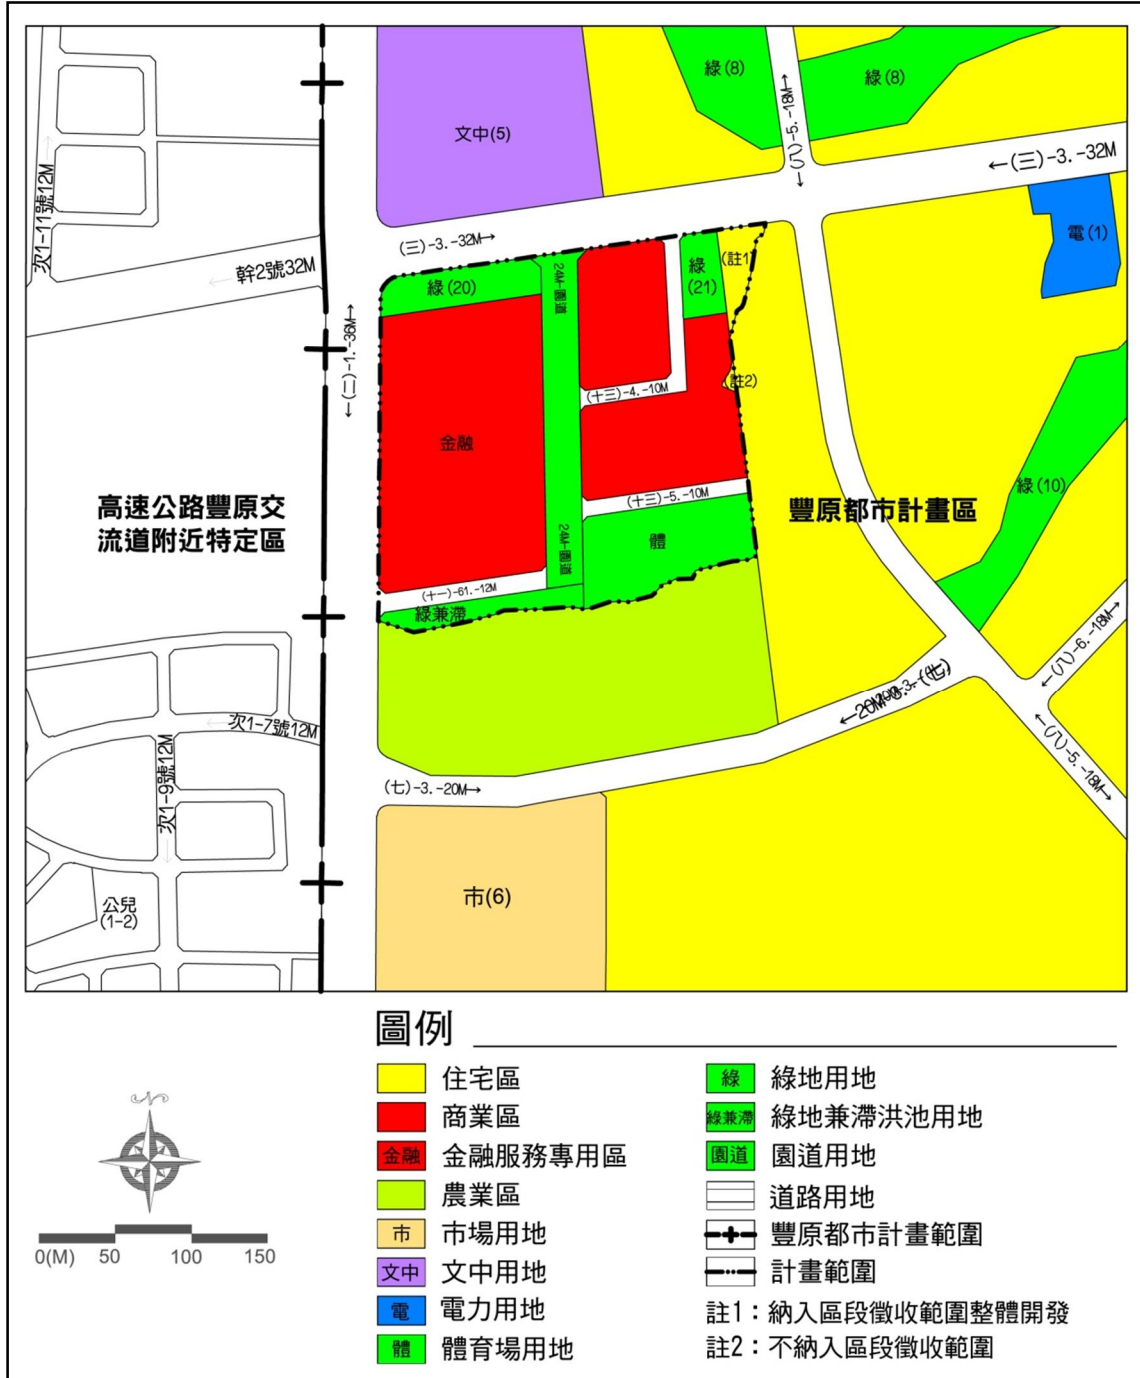 綠(8)
綠(8)
←(八)-5.-18M→
文中(5)
←(三)-3.-32M
次1-11號12M
(三)-3.-32M→
電(1)
幹2號32M
綠(20)
24M-園道
綠
(21)
(註1)
←(二)-1.-36M→
(註2)
(十三)-4.-10M
金融
綠(10)
高速公路豐原交
流道附近特定區
(十三)-5.-10M
豐原都市計畫區
體
24M-園道
(十一)-61.-12M
綠兼滯
←(八)-6.-18M→
←20M
次1-7號12M
次1-9號12M
←(八)-5.-18M→
(七)-3.-20M→
市(6)
公兒
(1-2)
圖例
住宅區
商業區
金融 金融服務專用區
農業區
市 市場用地
文中 文中用地
電 電力用地
體 體育場用地
綠 綠地用地
綠兼滯 綠地兼滯洪池用地
園道 園道用地
道路用地
豐原都市計畫範圍
計畫範圍
註1：納入區段徵收範圍整體開發
註2：不納入區段徵收範圍
N
0(M) 50 100 150